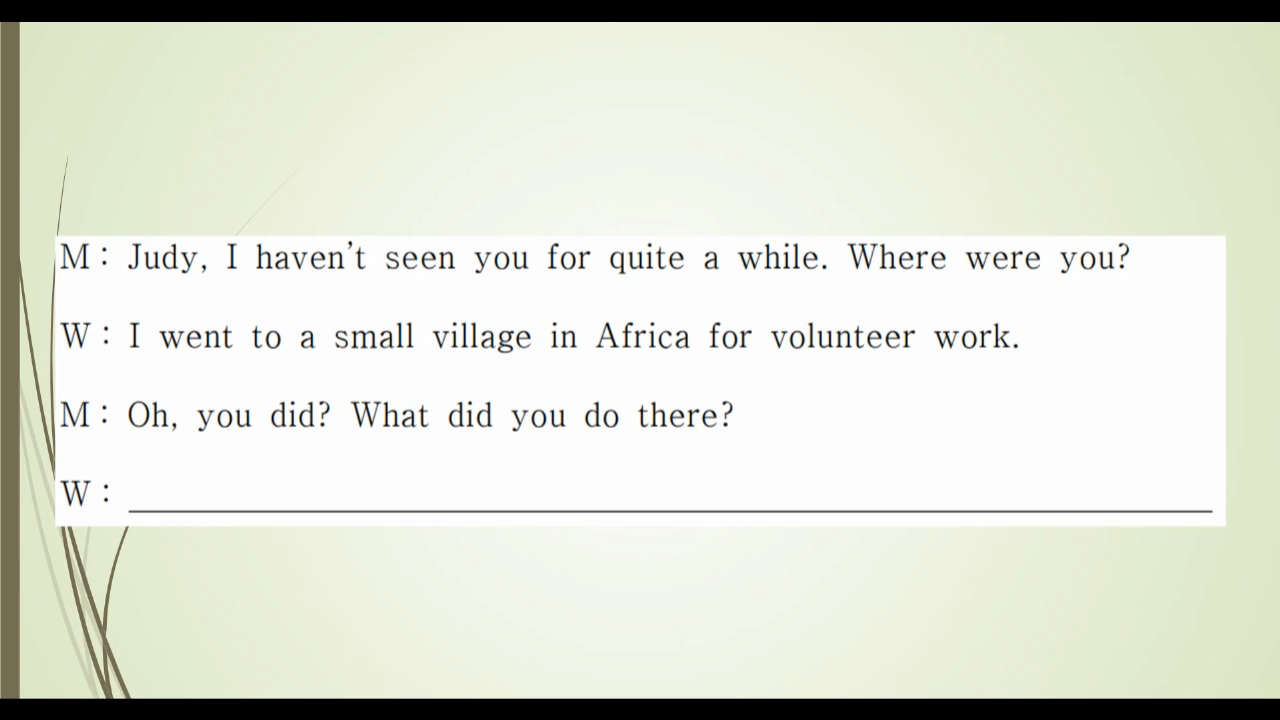 M : Judy, I haven't seen you for quite a while. Where were you?
W : I went to a small village in Africa for volunteer work.
M : Oh, you did? What did you do there?
W :